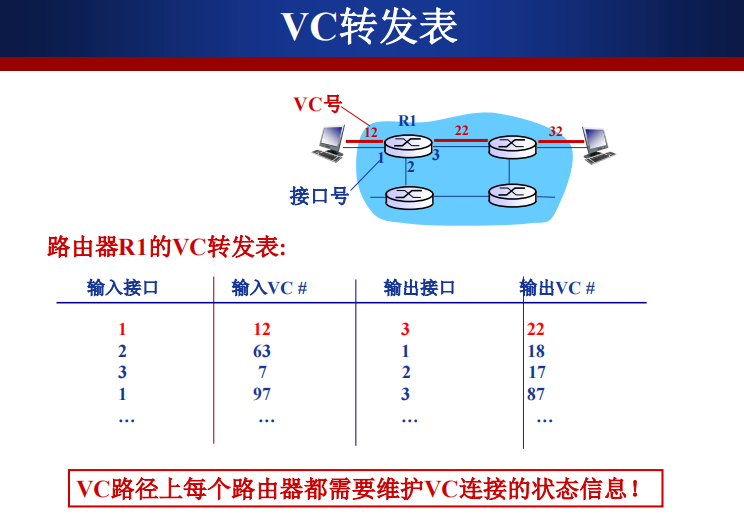 VC转发表
VC号
R1
12
22
32
1
2
3
接口号
路由器R1的VC转发表:
输入接口 输入VC # 输出接口 输出VC #
1 12 3 22
2 63 1 18
3 7 2 17
1 97 3 87
… … … …
VC路径上每个路由器都需要维护VC连接的状态信息!